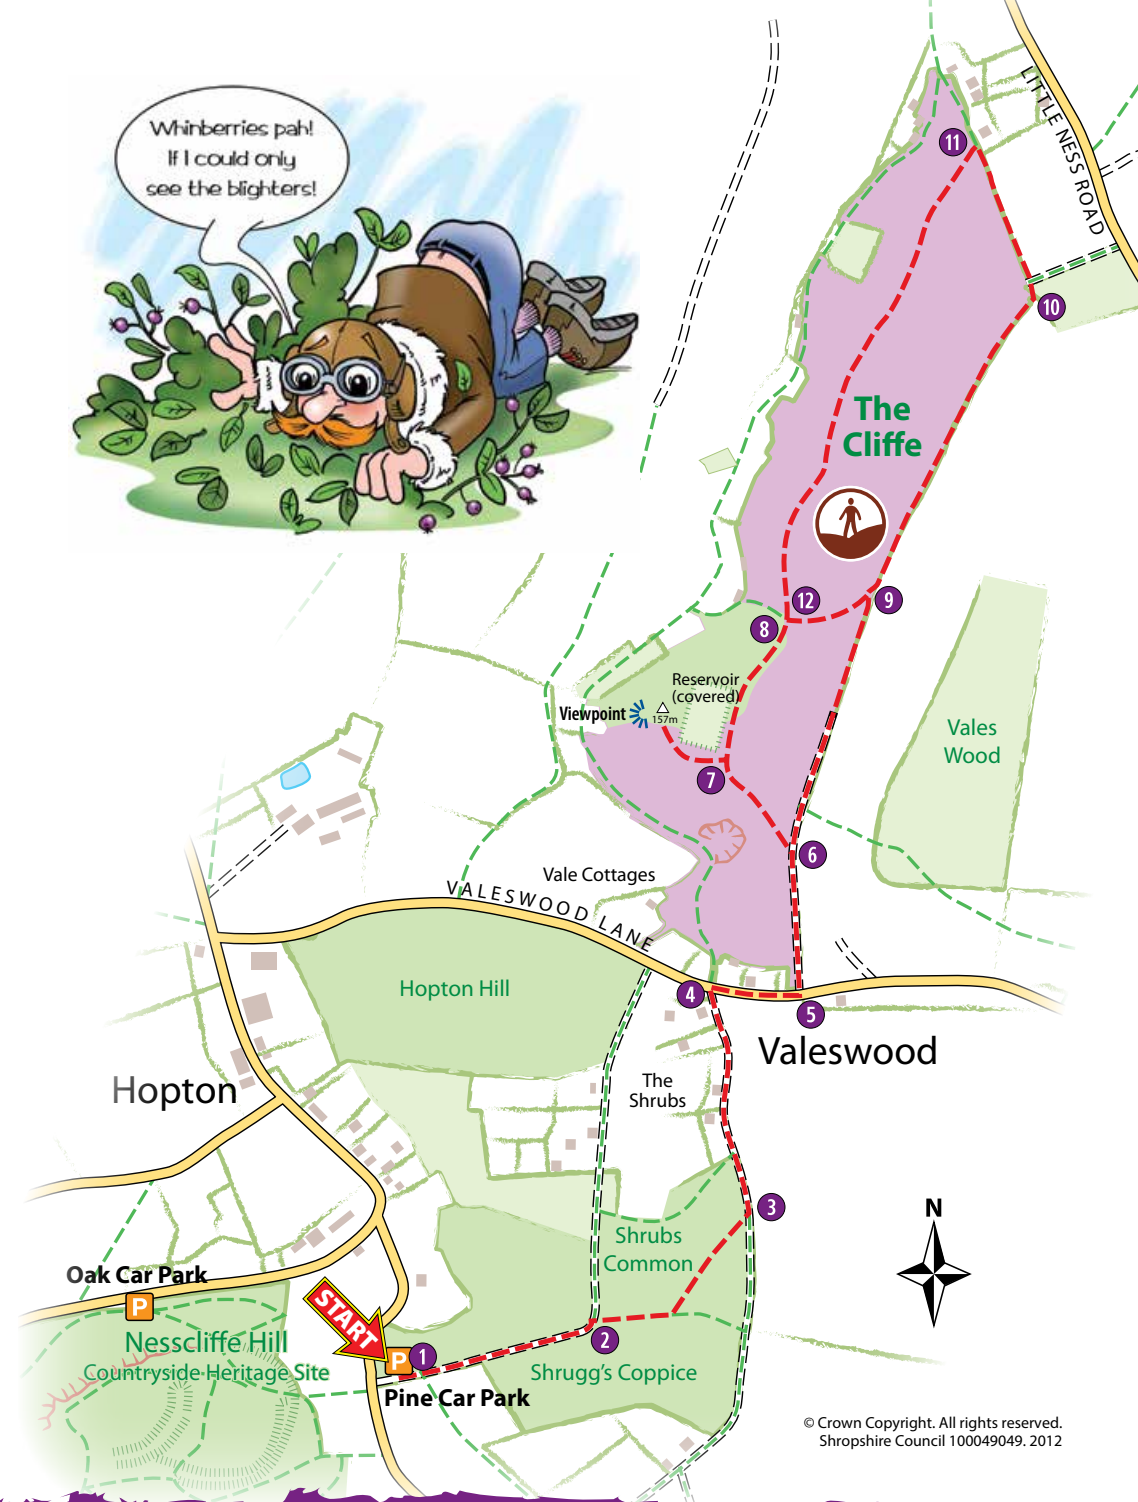 Whinberries pah!
If I could only
see the blighters!
LITTLE NESS ROAD
11
10
The
Cliffe
12
9
8
Reservoir
(covered)
Viewpoint
157m
7
Vales
Wood
6
Vale Cottages
VALESWOOD LANE
Hopton Hill
4
5
Valeswood
The
Shrubs
Hopton
3
N
Shrubs
Common
Oak Car Park
P
START
Nesscliffe Hill
Countryside Heritage Site
2
P
1
Shrugg's Coppice
Pine Car Park
© Crown Copyright. All rights reserved.
Shropshire Council 100049049. 2012